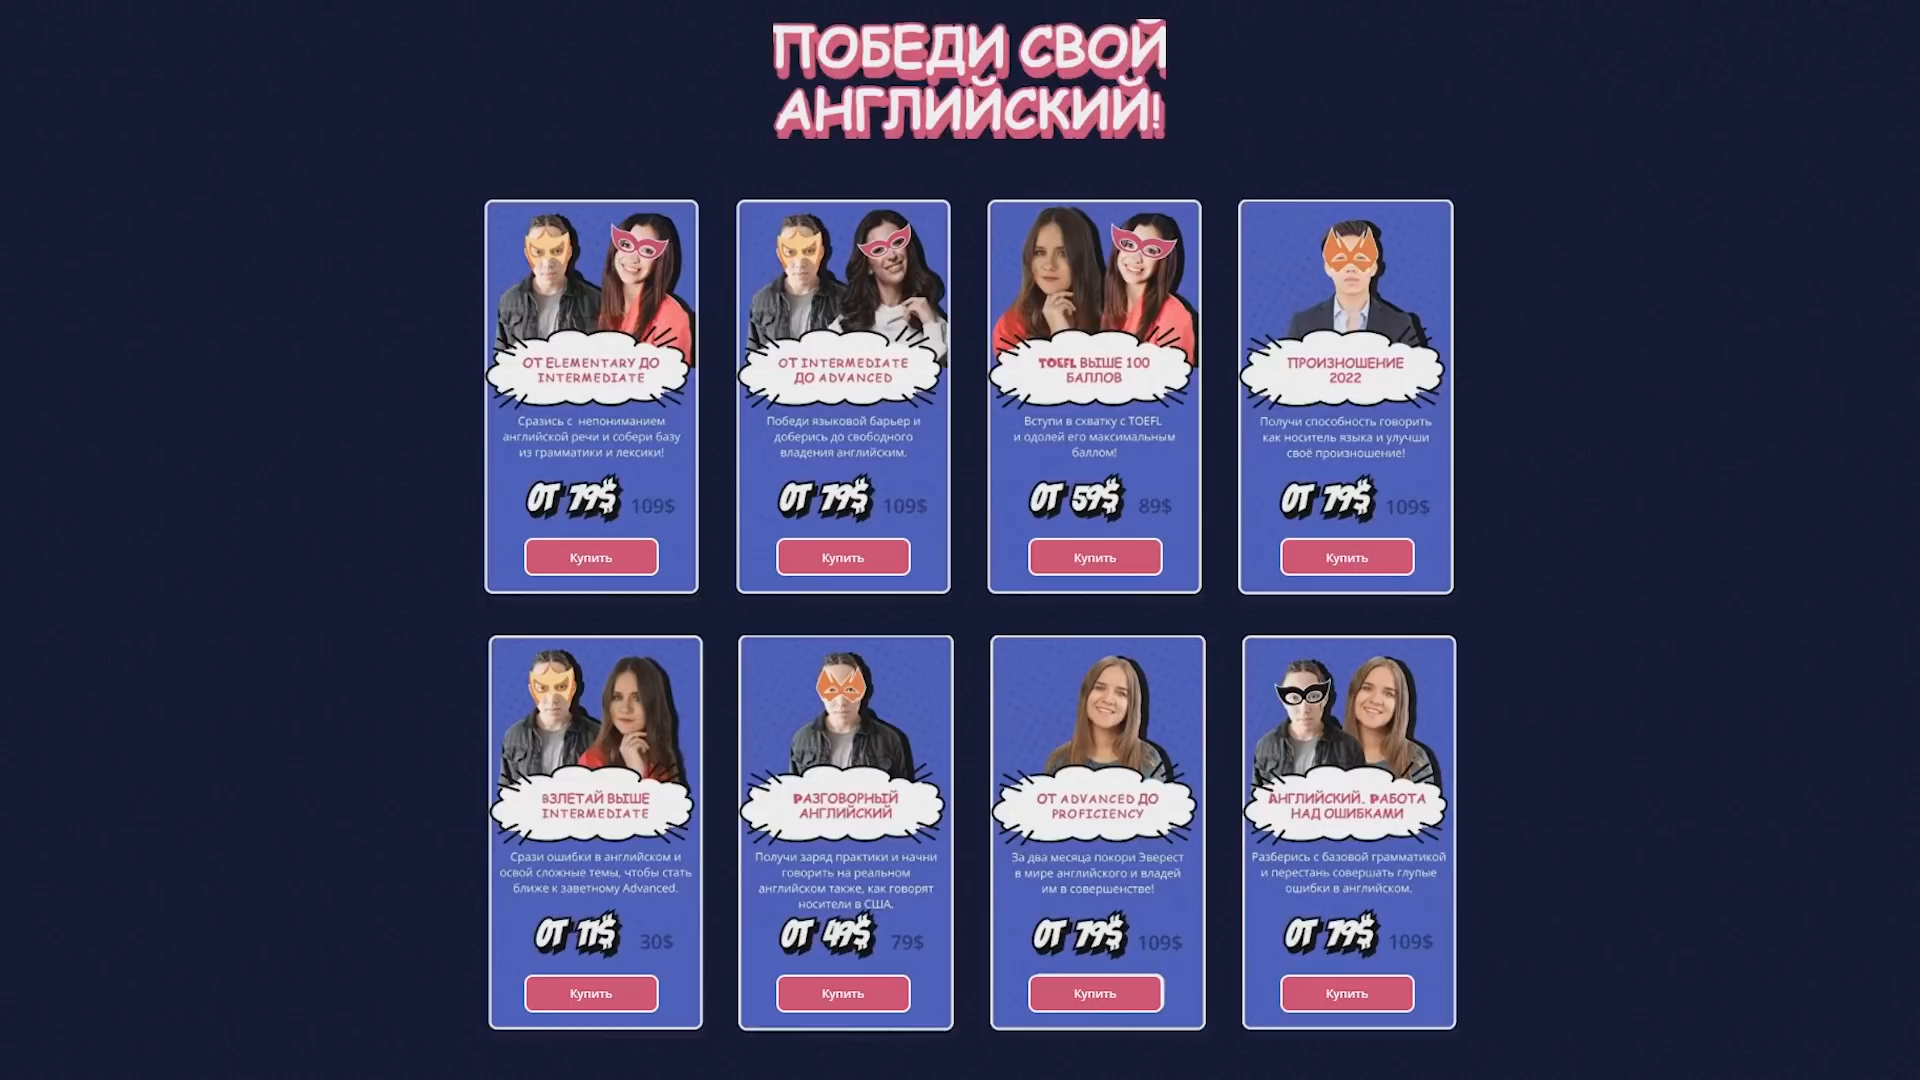 ПОБЕДИ СВОЙ
АНГЛИЙСКИЙ!
ОТ ELEMENTARY ДО
INTERMEDIATE
Сразись с непониманием
английской речи и собери базу
из грамматики и лексики!
ОТ 79$ 109$
Купить
ОТ INTERMEDIATE
ДО ADVANCED
Победи языковой барьер и
доберись до свободного
владения английским.
ОТ 79$ 109$
Купить
TOEFL ВЫШЕ 100
БАЛЛОВ
Вступи в схватку с TOEFL
и одолей его максимальным
баллом!
ОТ 59$ 89$
Купить
ПРОИЗНОШЕНИЕ
2022
Получи способность говорить
как носитель языка и улучши
своё произношение!
ОТ 79$ 109$
Купить
ВЗЛЕТАЙ ВЫШЕ
INTERMEDIATE
Срази ошибки в английском и
освой сложные темы, чтобы стать
ближе к заветному Advanced.
ОТ 11$ 30$
Купить
РАЗГОВОРНЫЙ
АНГЛИЙСКИЙ
Получи заряд практики и начни
говорить на реальном
английском также, как говорят
носители в США.
ОТ 49$ 79$
Купить
ОТ ADVANCED ДО
PROFICIENCY
За два месяца покори Эверест
в мире английского и владей
им в совершенстве!
ОТ 79$ 109$
Купить
АНГЛИЙСКИЙ. РАБОТА
НАД ОШИБКАМИ
Разберись с базовой грамматикой
и перестань совершать глупые
ошибки в английском.
ОТ 79$ 109$
Купить